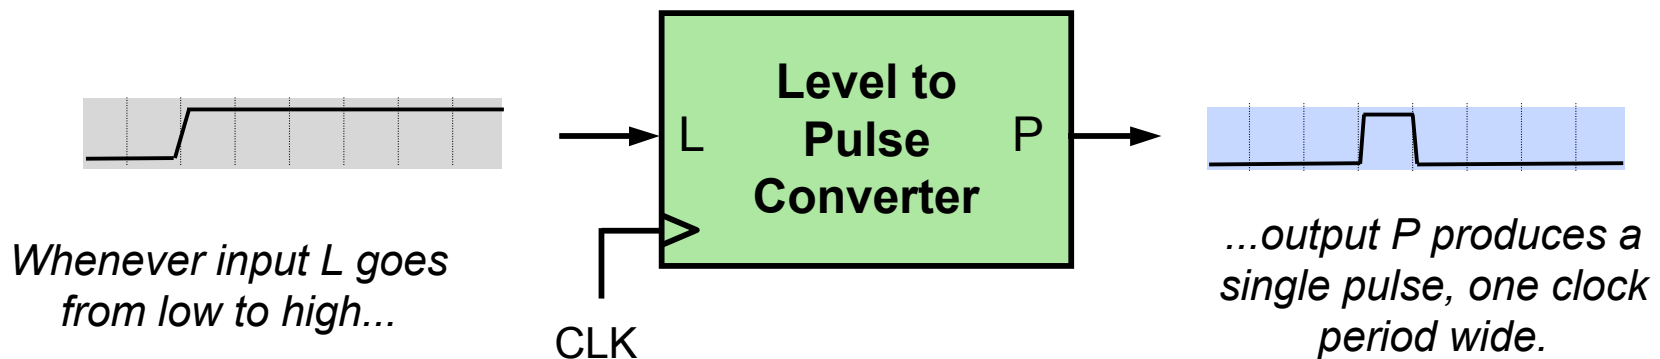 Level to
Pulse
Converter
L
P
CLK
Whenever input L goes
from low to high...
...output P produces a
single pulse, one clock
period wide.